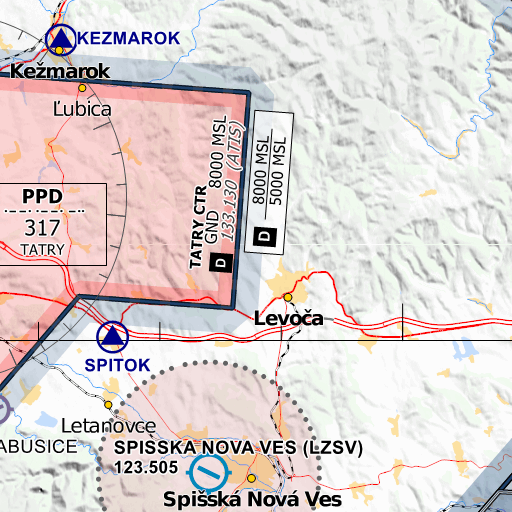 KEZMAROK
Kežmarok
Ľubica
PPD
317
TATRY
TATRY CTR
GND 8000 MSL
133.130 (ATIS)
D
8000 MSL
5000 MSL
D
Levoča
SPITOK
Letanovce
ABUSICE
SPISSKA NOVA VES (LZSV)
123.505
Spišská Nová Ves